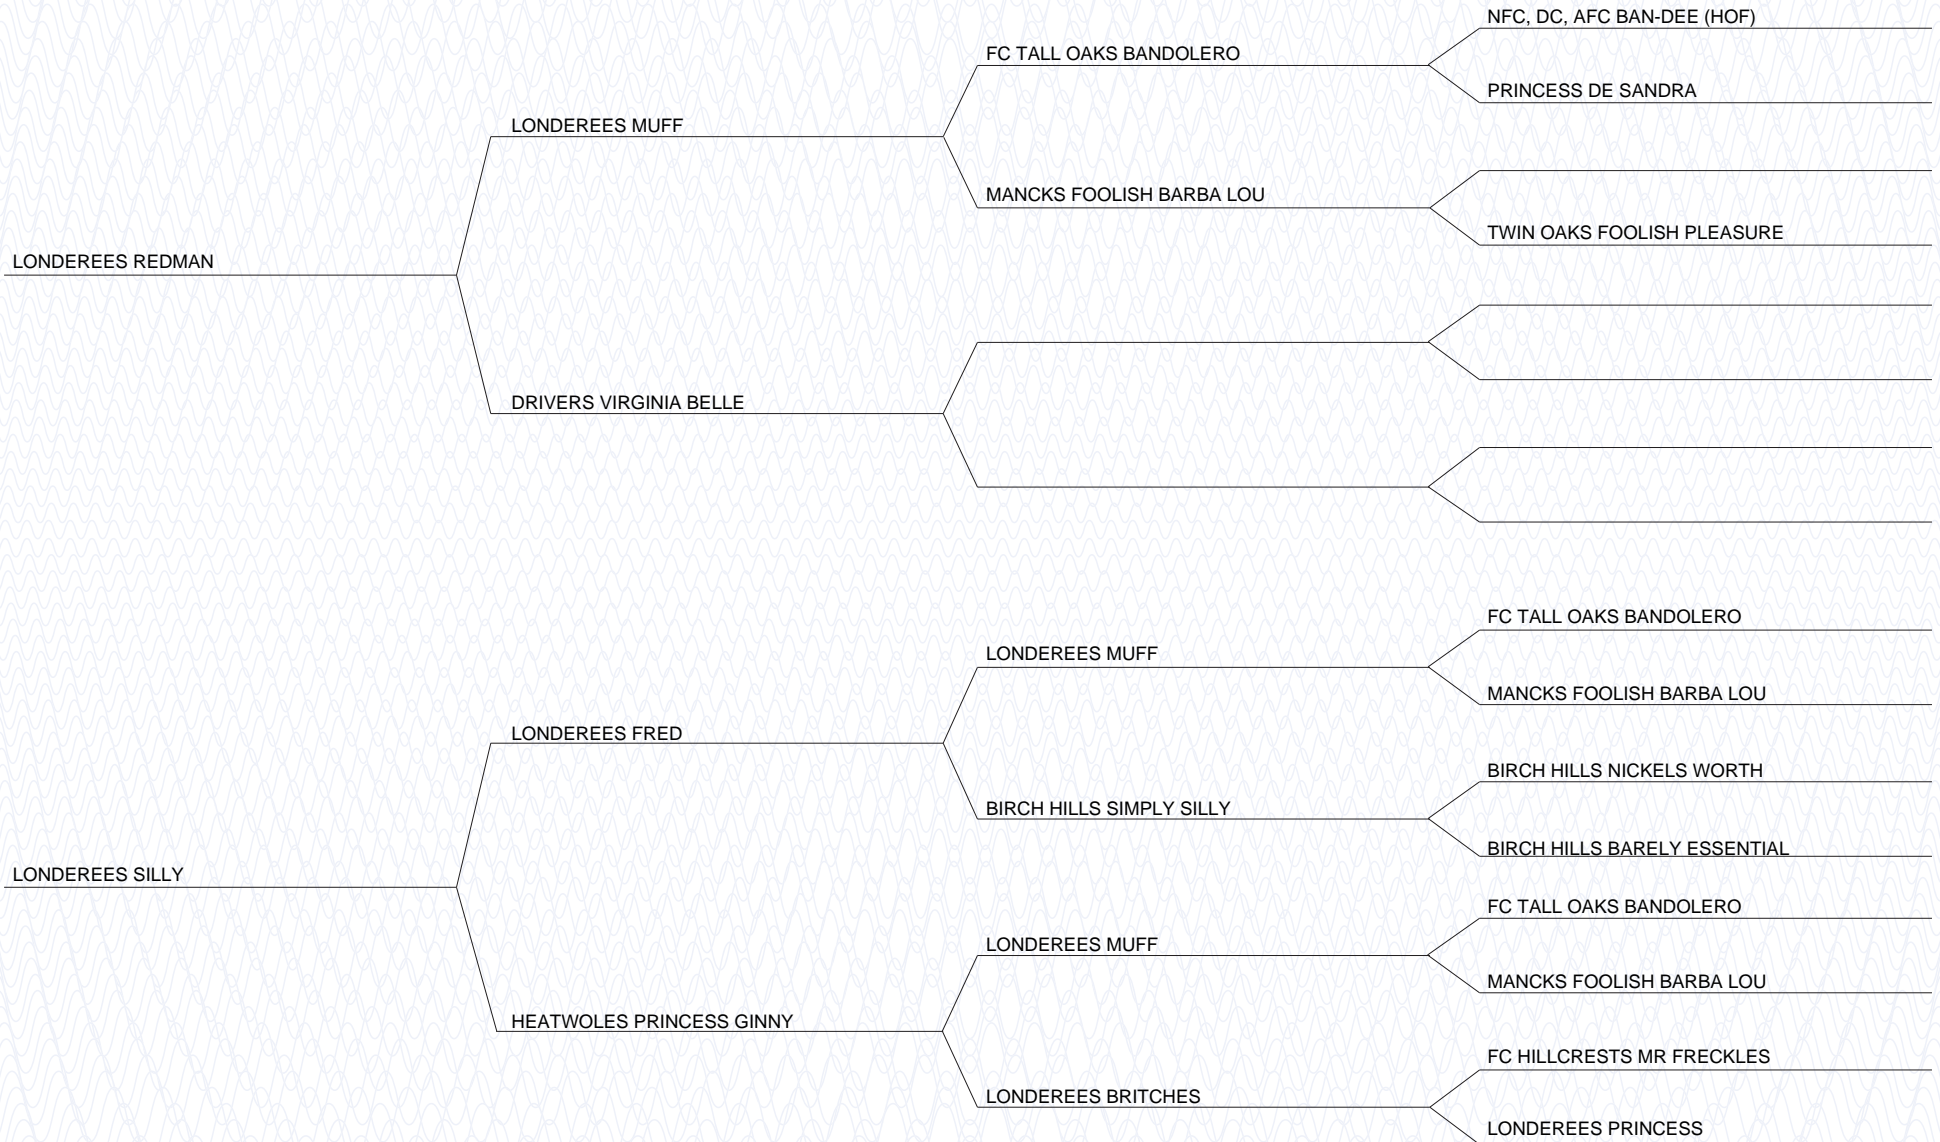 NFC, DC, AFC BAN-DEE (HOF)
FC TALL OAKS BANDOLERO
PRINCESS DE SANDRA
LONDEREES MUFF
MANCKS FOOLISH BARBA LOU
TWIN OAKS FOOLISH PLEASURE
LONDEREES REDMAN
DRIVERS VIRGINIA BELLE
FC TALL OAKS BANDOLERO
LONDEREES MUFF
MANCKS FOOLISH BARBA LOU
LONDEREES FRED
BIRCH HILLS NICKELS WORTH
BIRCH HILLS SIMPLY SILLY
BIRCH HILLS BARELY ESSENTIAL
LONDEREES SILLY
FC TALL OAKS BANDOLERO
LONDEREES MUFF
MANCKS FOOLISH BARBA LOU
HEATWOLES PRINCESS GINNY
FC HILLCRESTS MR FRECKLES
LONDEREES BRITCHES
LONDEREES PRINCESS